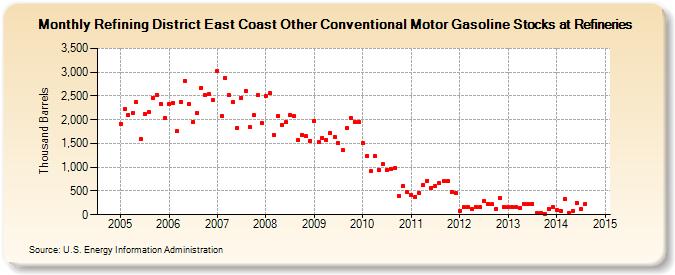 Monthly Refining District East Coast Other Conventional Motor Gasoline Stocks at Refineries
Thousand Barrels
3,500
3,000
2,500
2,000
1,500
1,000
500
0
2005 2006 2007 2008 2009 2010 2011 2012 2013 2014 2015
Source: U.S. Energy Information Administration